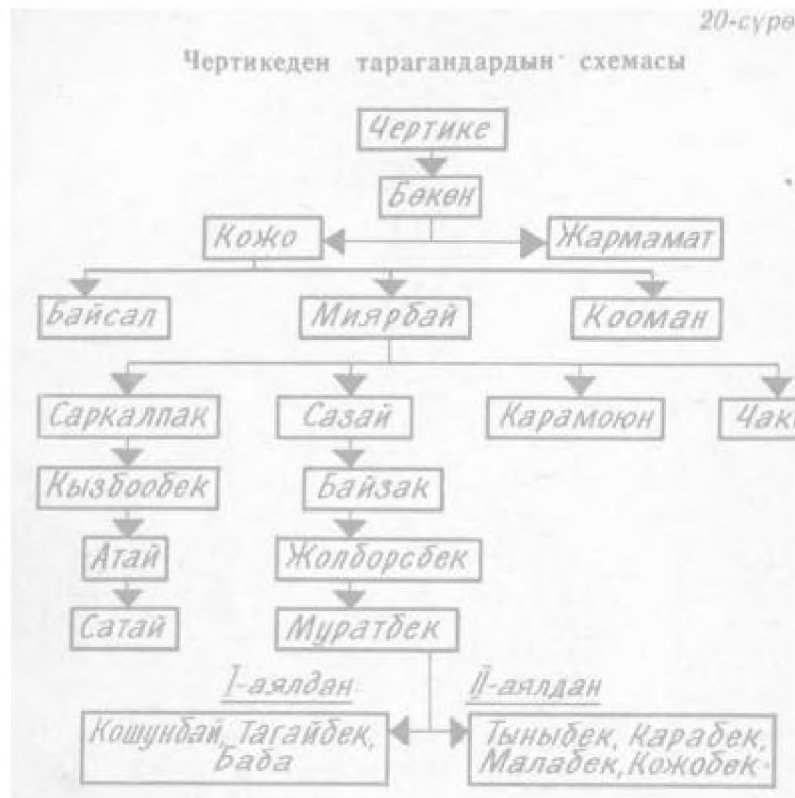 20-сүрө
Чертикеден тарагандардын схемасы
Чертике
Бөкөн
Кожо
Жармамат
Байсал
Миярбай
Кооман
Саркалпак
Сазай
Карамоюн
Чак
Кызбообек
Байзак
Атай
Жолборсбек
Сатай
Муратбек
I-аялдан
II-аялдан
Кошунбай, Тагайбек,
Баба
Тыныбек, Карабек,
Малабек, Кожобек